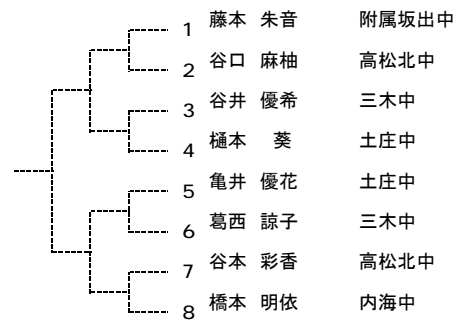 1 藤本 朱音 附属坂出中
2 谷口 麻柚 高松北中
3 谷井 優希 三木中
4 樋本 葵 土庄中
5 亀井 優花 土庄中
6 葛西 諒子 三木中
7 谷本 彩香 高松北中
8 橋本 明依 内海中